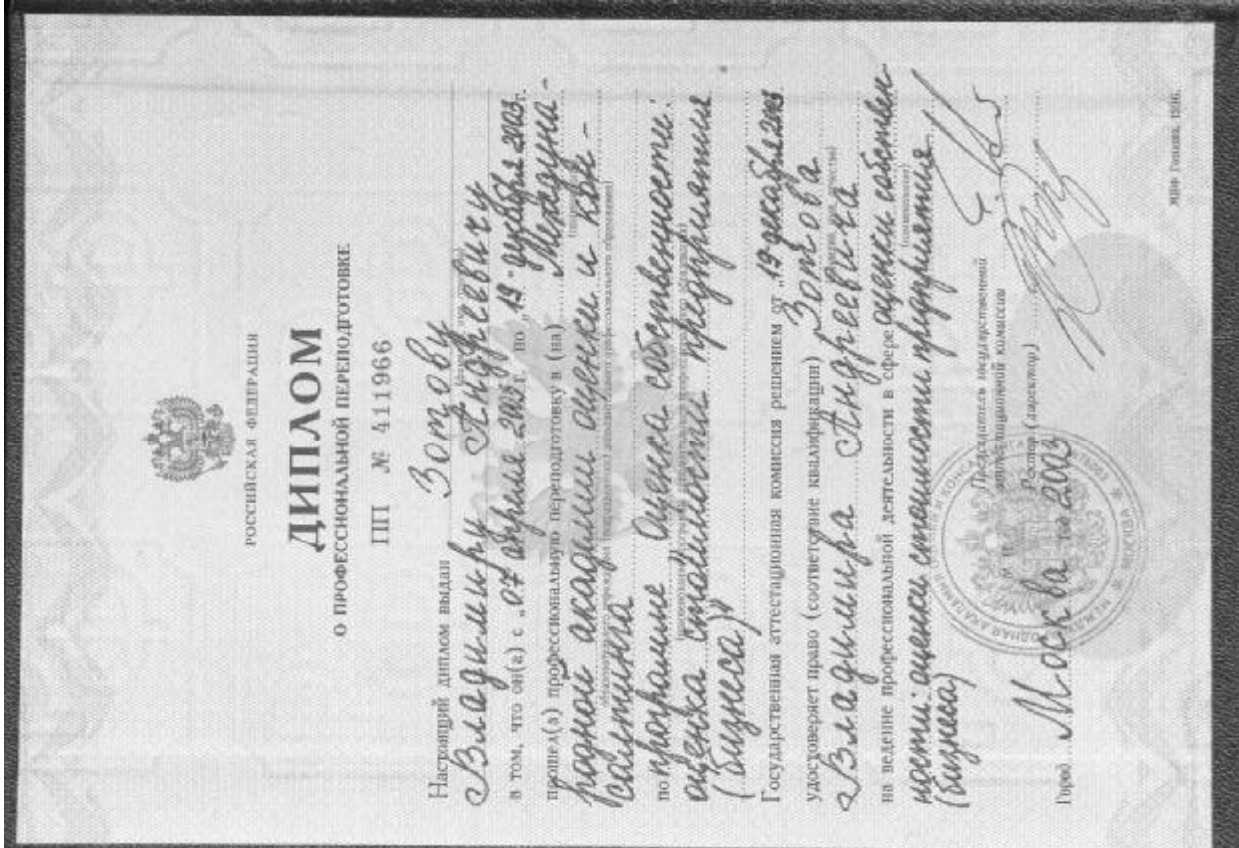 РОССИЙСКАЯ ФЕДЕРАЦИЯ
ДИПЛОМ
О ПРОФЕССИОНАЛЬНОЙ ПЕРЕПОДГОТОВКЕ
ПП № 411966
Настоящий диплом выдан Зотову
Владимиру Андреевичу
в том, что он(а) с „07 апреля 2003г. по „19" декабря 2003г.
прошел(а) профессиональную переподготовку в (на) Междуна-
родной академии оценки и кон-
салтинга
по программе Оценка собственности:
оценка стоимости предприятия
(бизнеса)
Государственная аттестационная комиссия решением от „19 декабря 2003
удостоверяет право (соответствие квалификации) Зотова
Владимира Андреевича
на ведение профессиональной деятельности в сфере оценки собствен-
ности: оценки стоимости предприятия
(бизнеса)
Председатель государственной
аттестационной комиссии
Ректор (директор)
Город Москва 2003
МОСКВА